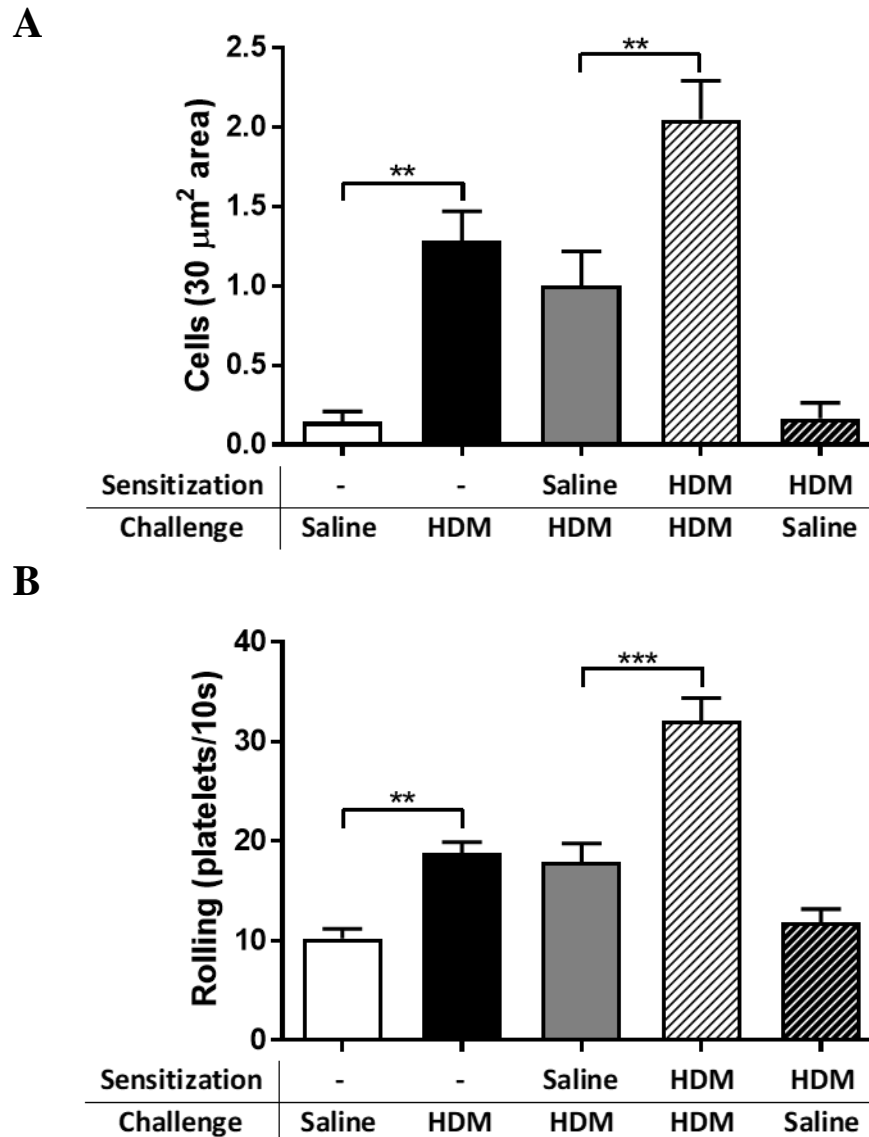 A
Cells (30 μm² area)
2.5
2.0
1.5
1.0
0.5
0.0
**
**
Sensitization - - Saline HDM HDM
Challenge Saline HDM HDM HDM Saline
B
Rolling (platelets/10s)
40
30
20
10
0
**
***
Sensitization - - Saline HDM HDM
Challenge Saline HDM HDM HDM Saline